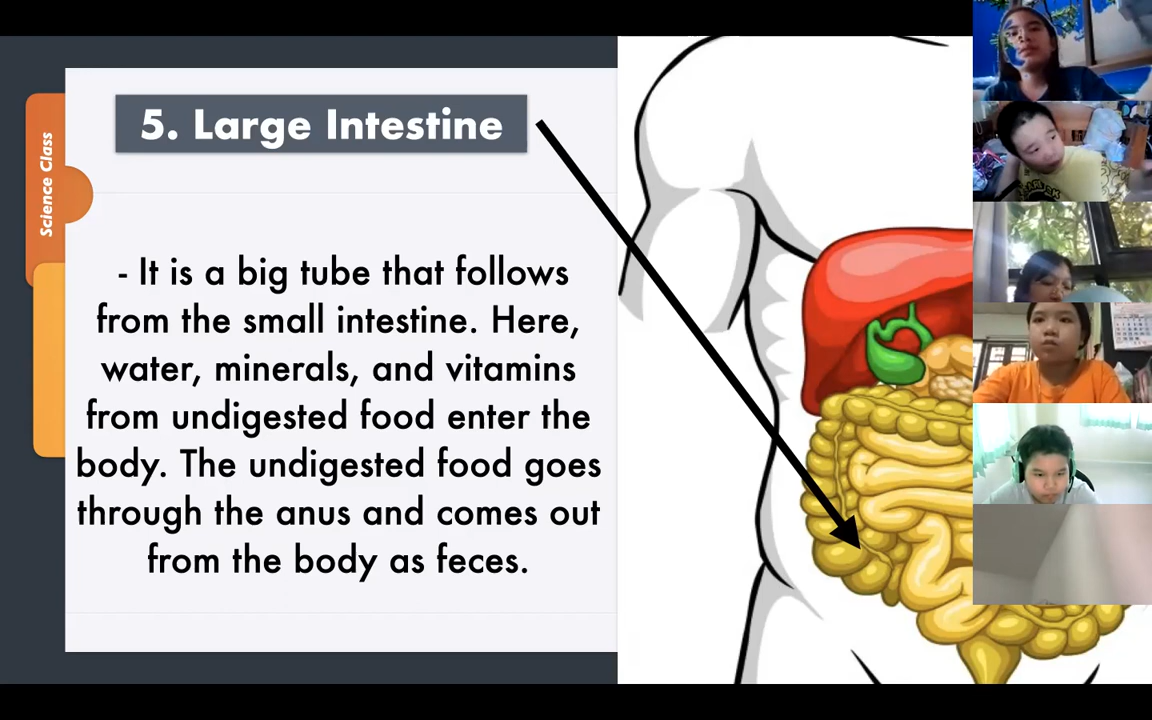 Science Class
5. Large Intestine
- It is a big tube that follows
from the small intestine. Here,
water, minerals, and vitamins
from undigested food enter the
body. The undigested food goes
through the anus and comes out
from the body as feces.